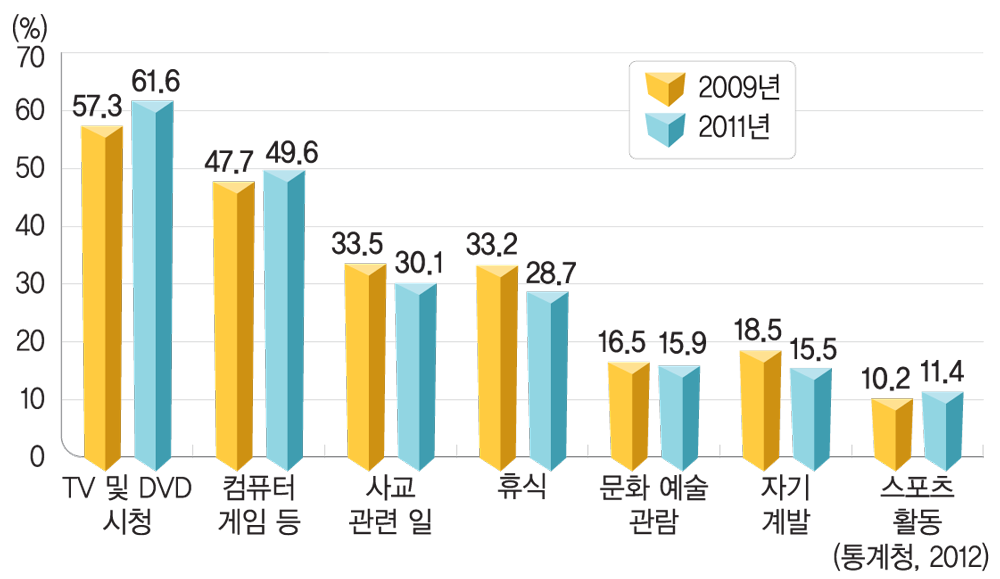 (%)
70
60
50
40
30
20
10
0
2009년
2011년
57.3 61.6
47.7 49.6
33.5 30.1
33.2 28.7
16.5 15.9
18.5 15.5
10.2 11.4
TV 및 DVD
시청
컴퓨터
게임 등
사교
관련 일
휴식
문화 예술
관람
자기
계발
스포츠
활동
(통계청, 2012)